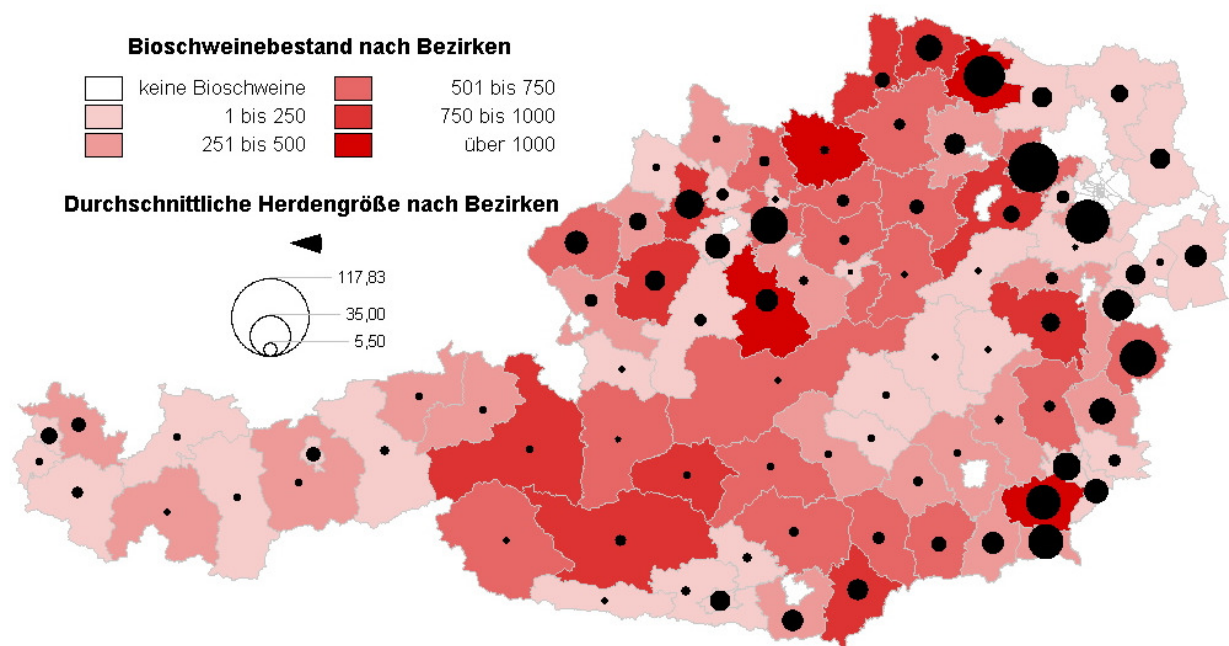 Bioschweinebestand nach Bezirken
keine Bioschweine
501 bis 750
1 bis 250
750 bis 1000
251 bis 500
über 1000
Durchschnittliche Herdengröße nach Bezirken
117,83
35,00
5,50